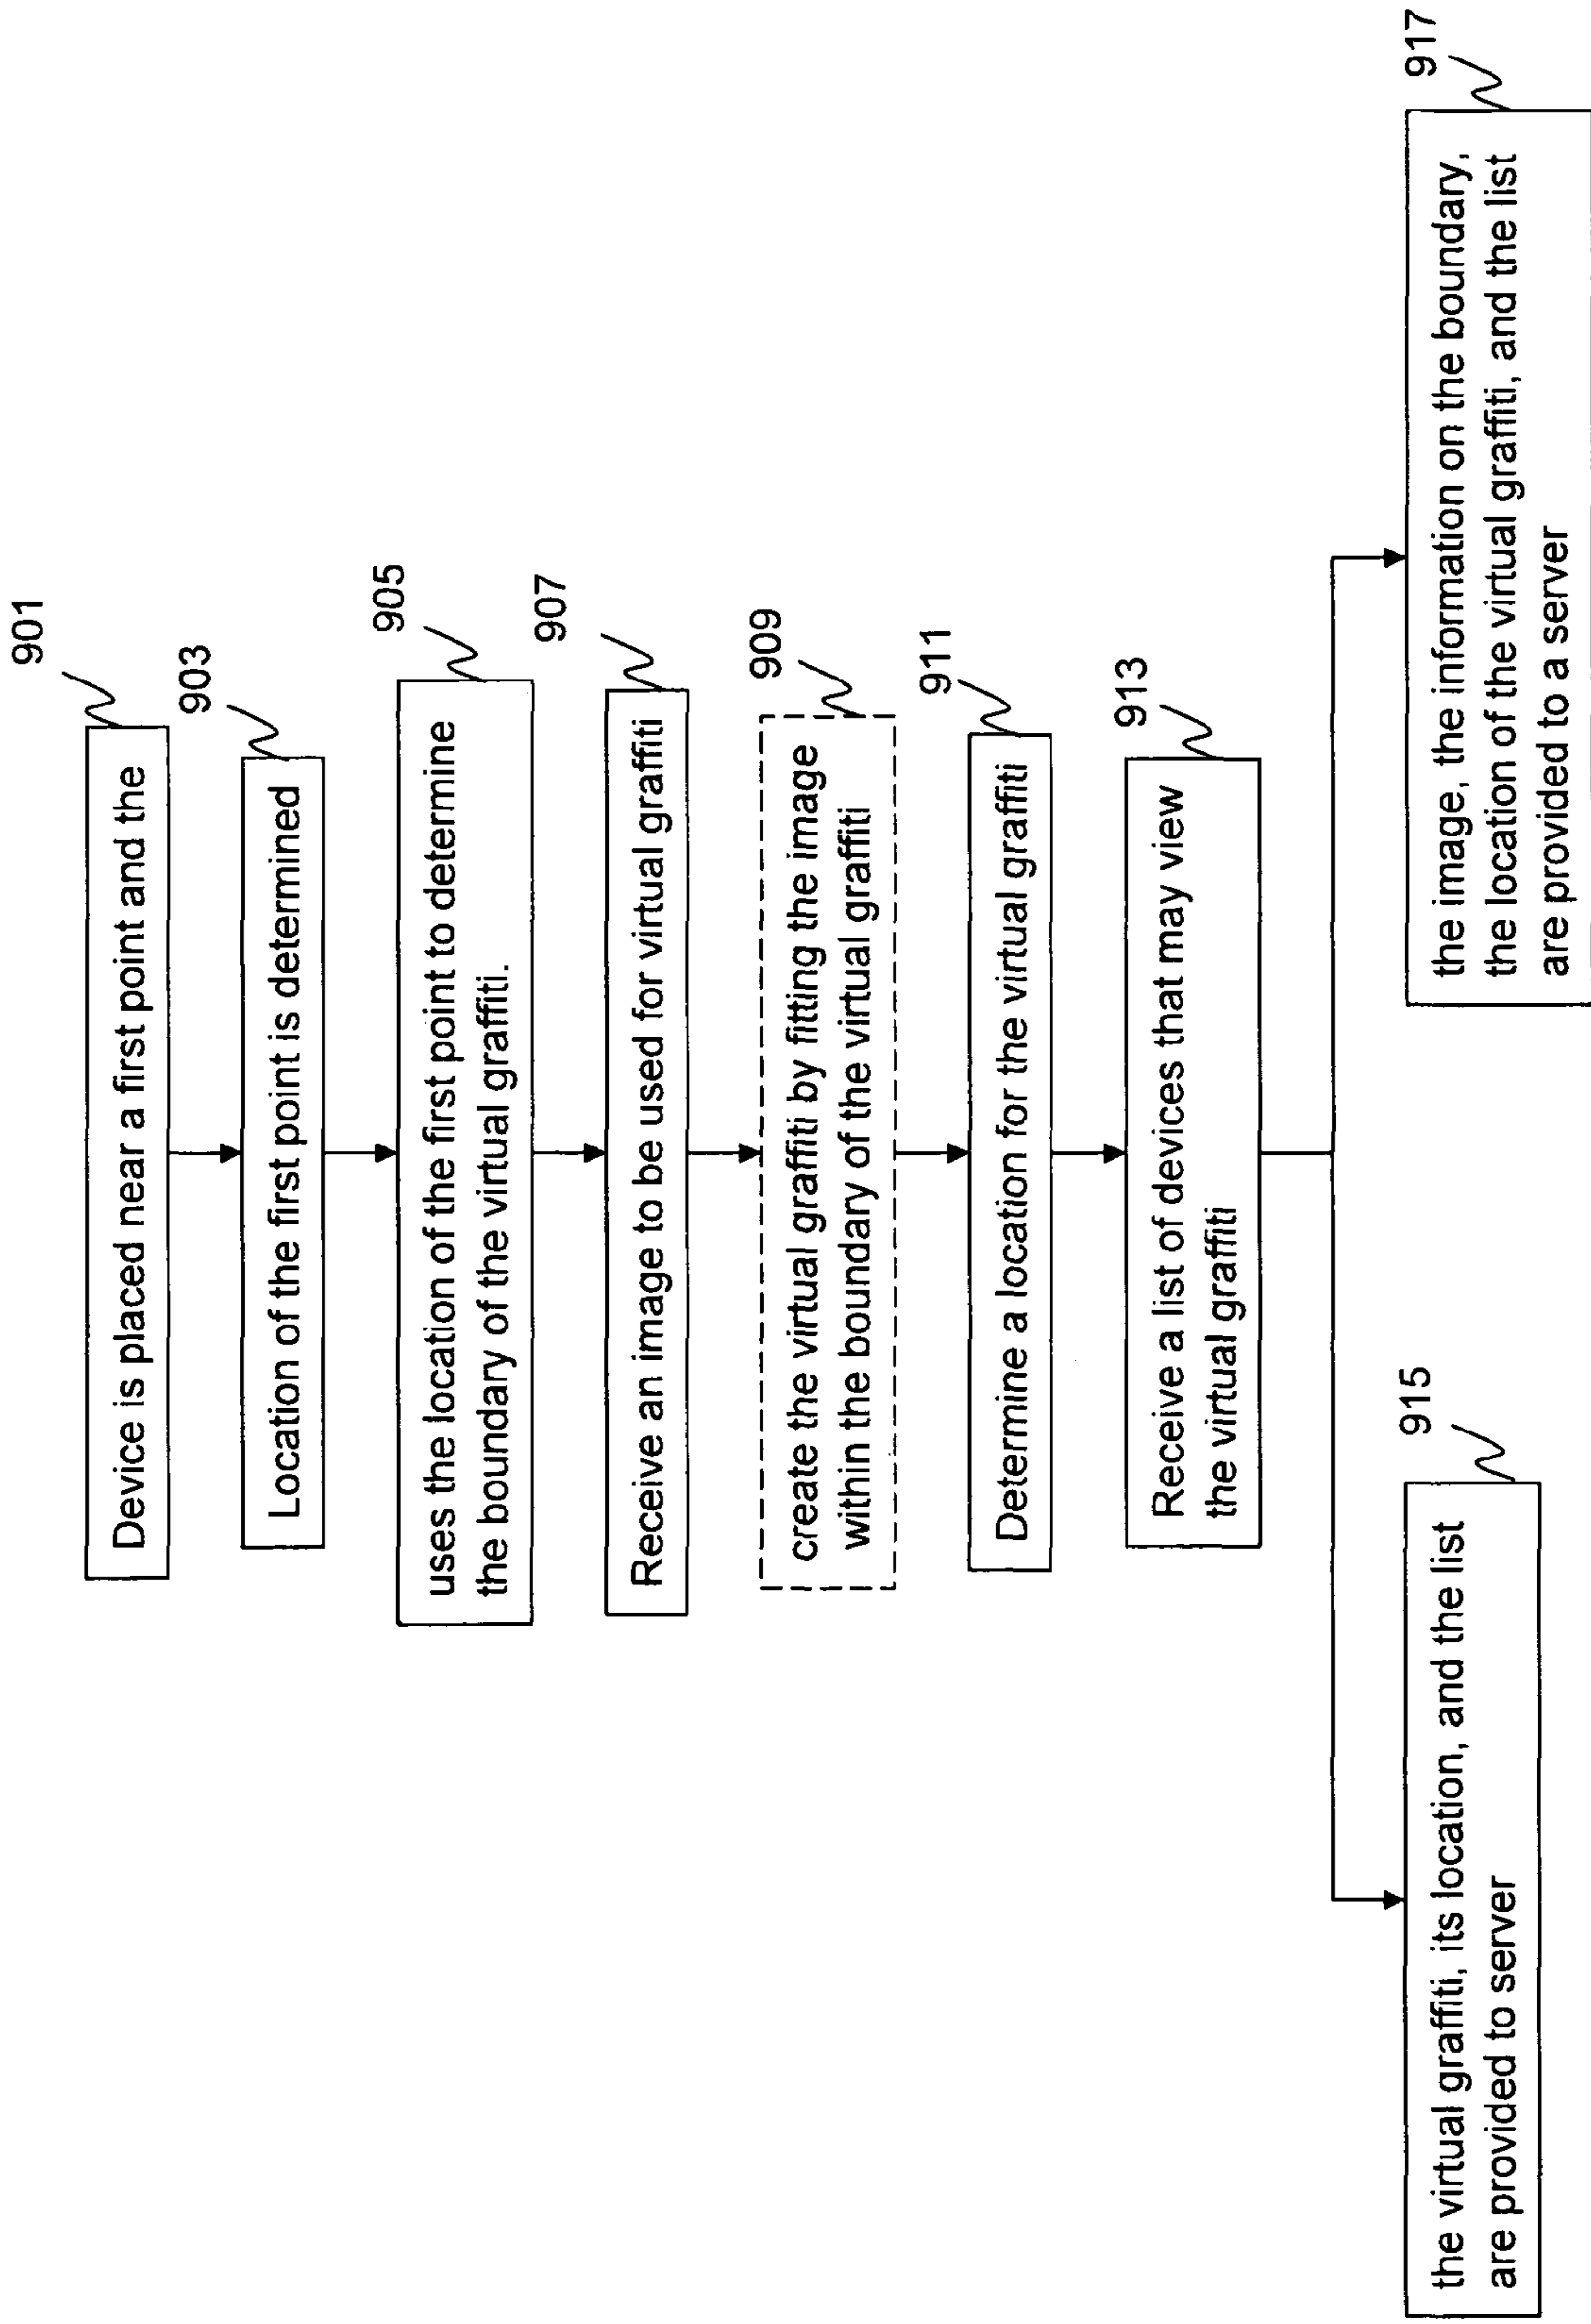 901
Device is placed near a first point and the
903
Location of the first point is determined
905
uses the location of the first point to determine
the boundary of the virtual graffiti.
907
Receive an image to be used for virtual graffiti
909
create the virtual graffiti by fitting the image
within the boundary of the virtual graffiti
911
Determine a location for the virtual graffiti
913
Receive a list of devices that may view
the virtual graffiti
915
the virtual graffiti, its location, and the list
are provided to server
917
the image, the information on the boundary,
the location of the virtual graffiti, and the list
are provided to a server